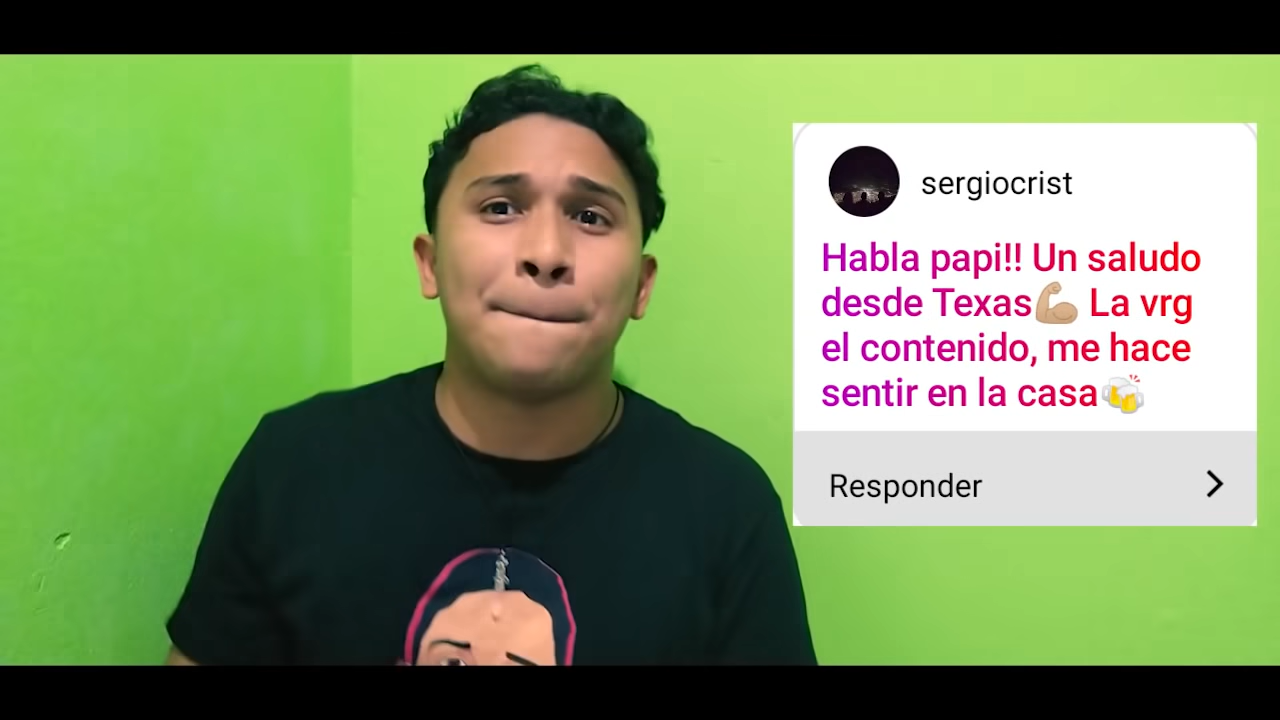 sergiocrist
Habla papi!! Un saludo
desde Texas💪🏼 La vrg
el contenido, me hace
sentir en la casa🍻
Responder